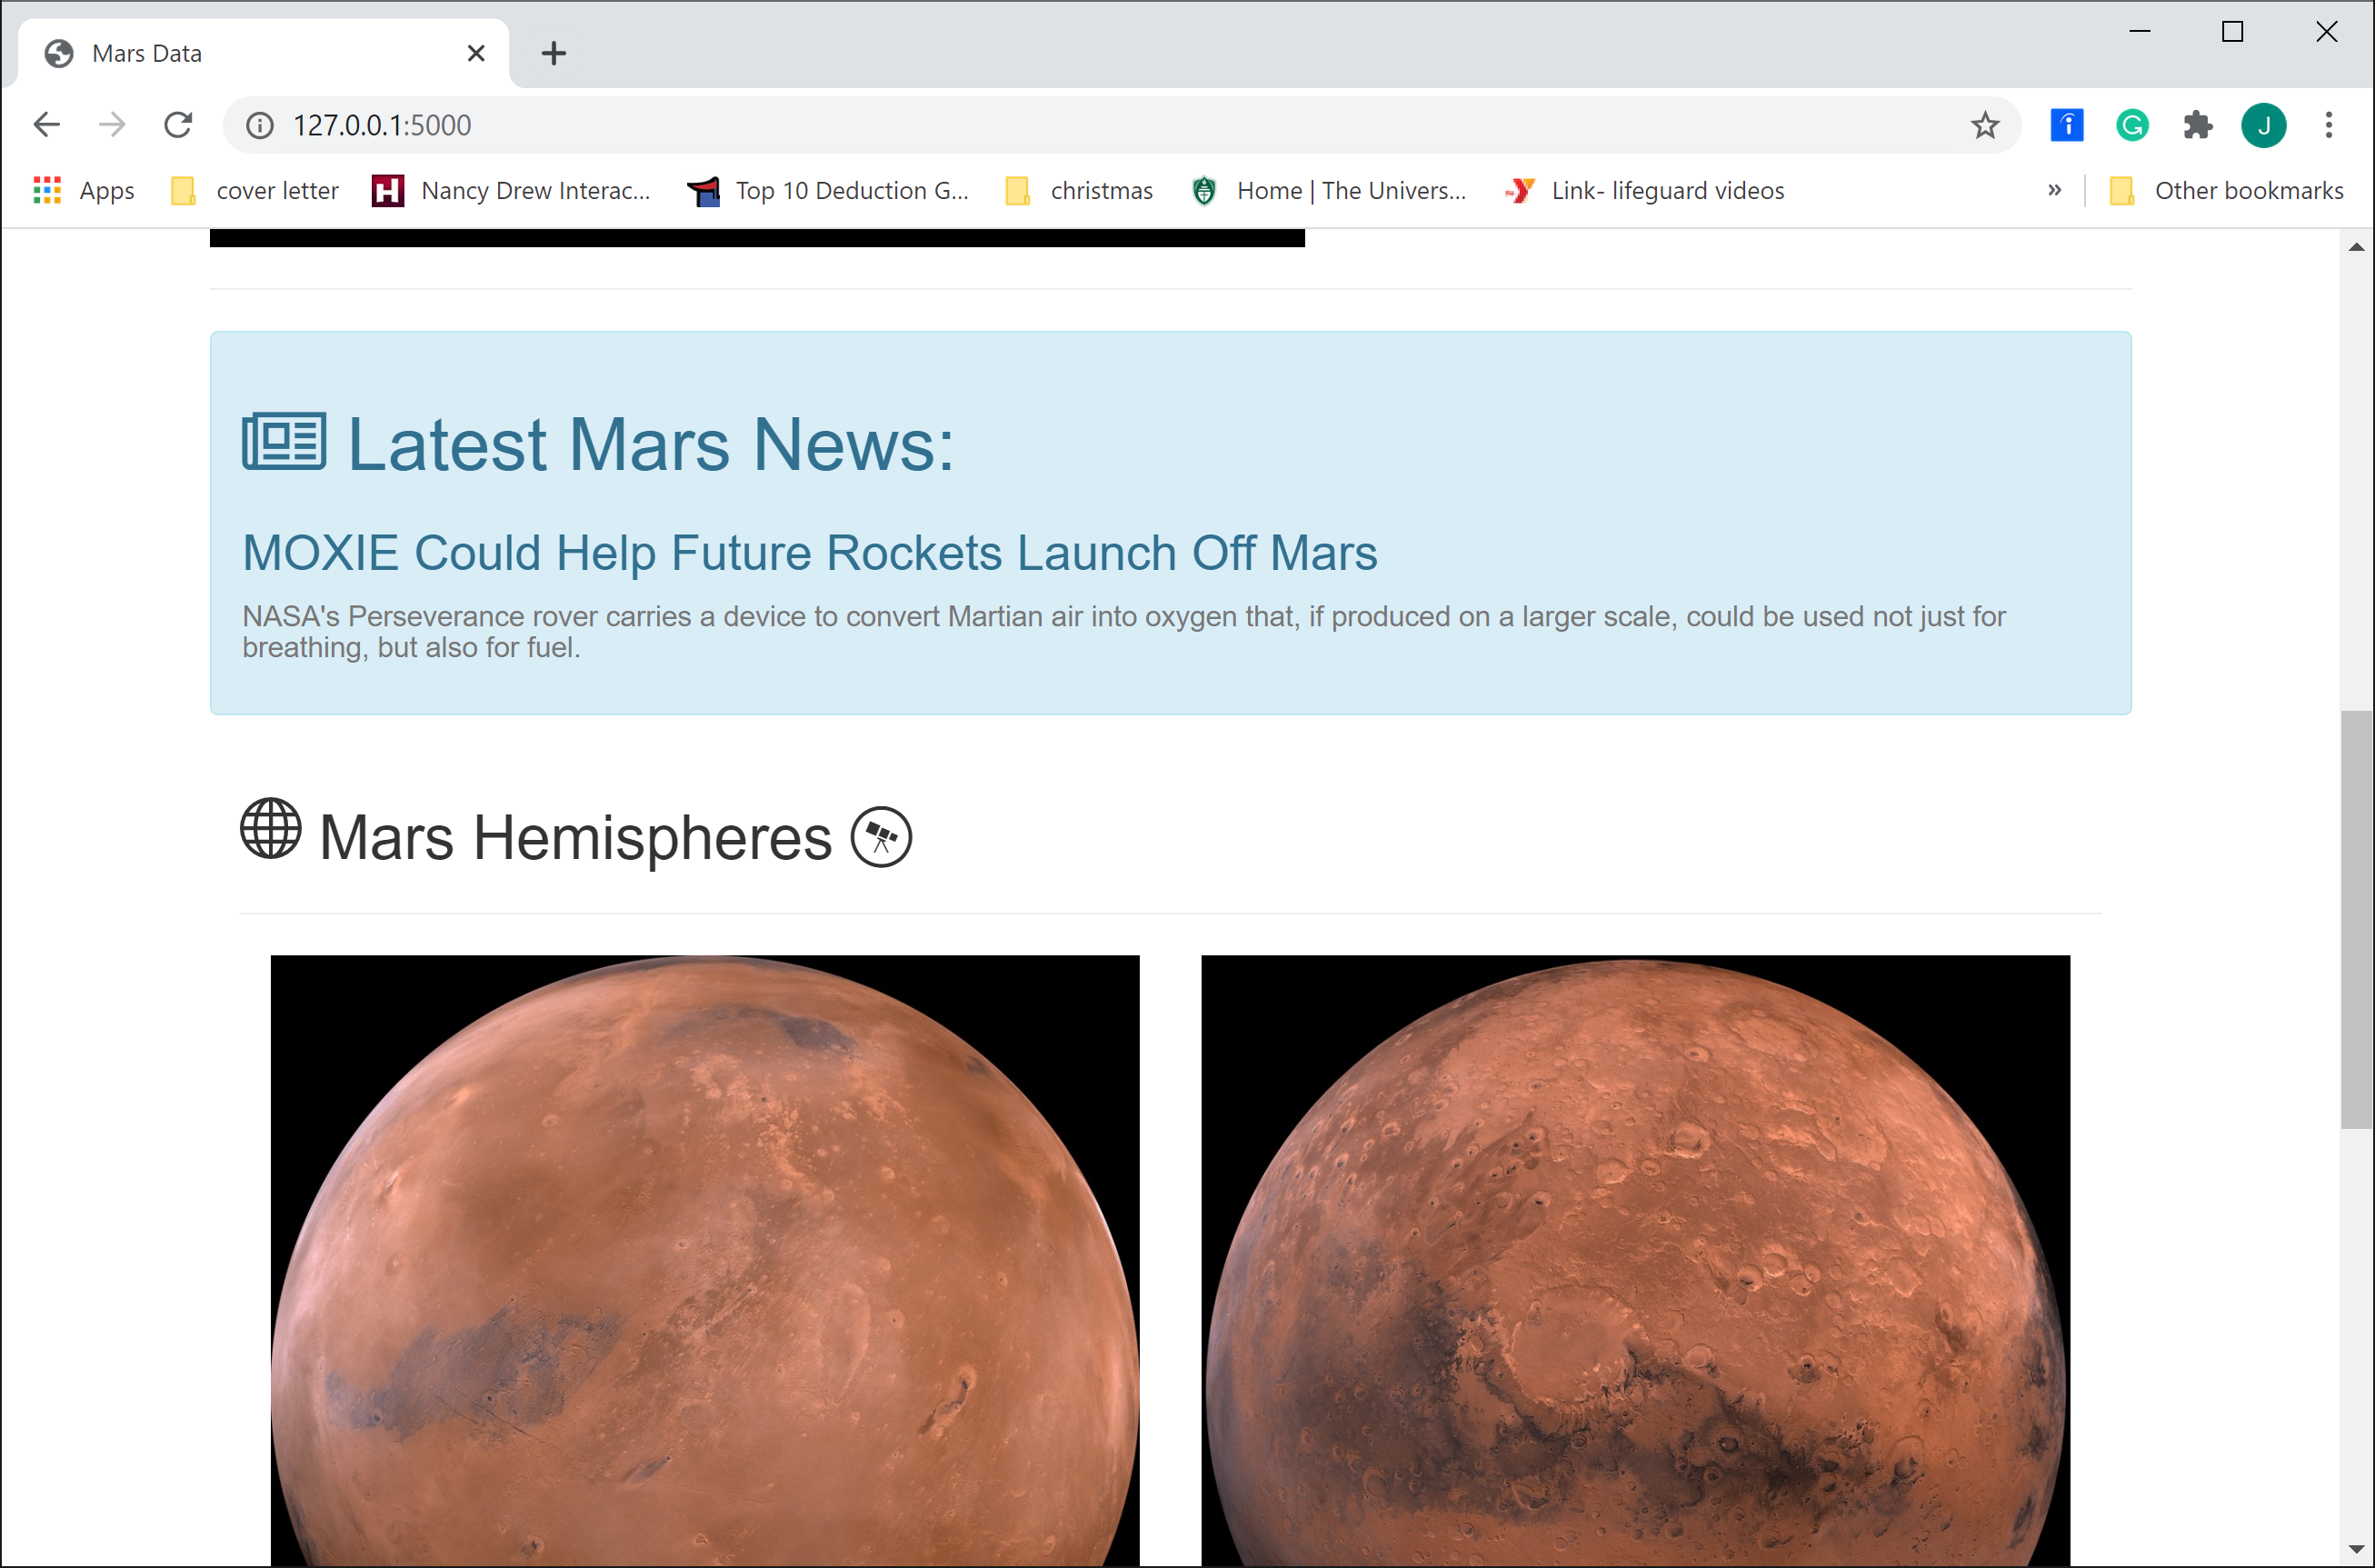 Mars Data
127.0.0.1:5000
J
Apps cover letter Nancy Drew Interac... Top 10 Deduction G... christmas Home | The Univers... Link- lifeguard videos » Other bookmarks
Latest Mars News:
MOXIE Could Help Future Rockets Launch Off Mars
NASA's Perseverance rover carries a device to convert Martian air into oxygen that, if produced on a larger scale, could be used not just for
breathing, but also for fuel.
Mars Hemispheres